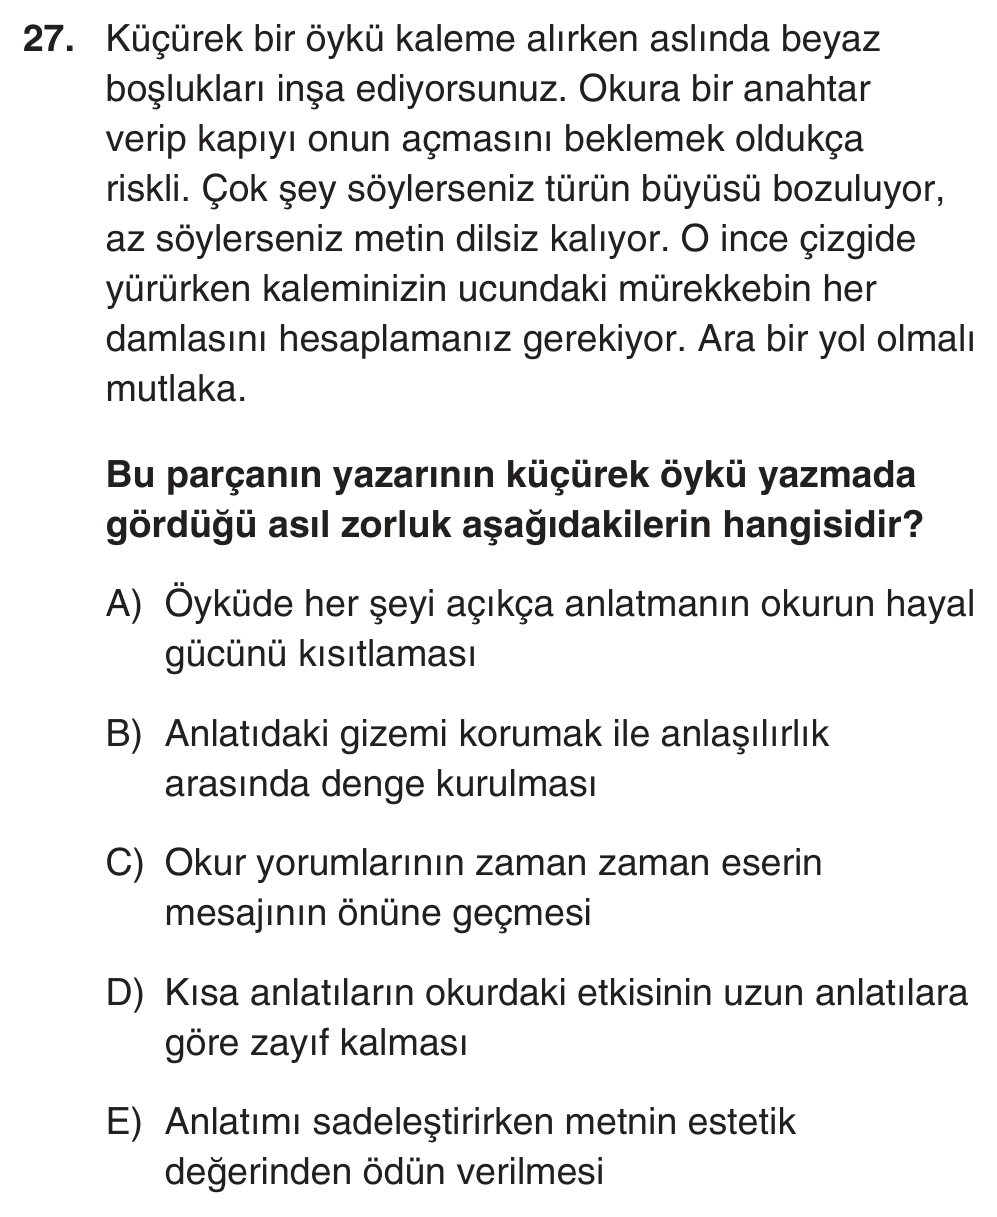 27. Küçürek bir öykü kaleme alırken aslında beyaz
boşlukları inşa ediyorsunuz. Okura bir anahtar
verip kapıyı onun açmasını beklemek oldukça
riskli. Çok şey söylerseniz türün büyüsü bozuluyor,
az söylerseniz metin dilsiz kalıyor. O ince çizgide
yürürken kaleminizin ucundaki mürekkebin her
damlasını hesaplamanız gerekiyor. Ara bir yol olmalı
mutlaka.
Bu parçanın yazarının küçürek öykü yazmada
gördüğü asıl zorluk aşağıdakilerin hangisidir?
A) Öyküde her şeyi açıkça anlatmanın okurun hayal
gücünü kısıtlaması
B) Anlatıdaki gizemi korumak ile anlaşılırlık
arasında denge kurulması
C) Okur yorumlarının zaman zaman eserin
mesajının önüne geçmesi
D) Kısa anlatıların okurdaki etkisinin uzun anlatılara
göre zayıf kalması
E) Anlatımı sadeleştirirken metnin estetik
değerinden ödün verilmesi